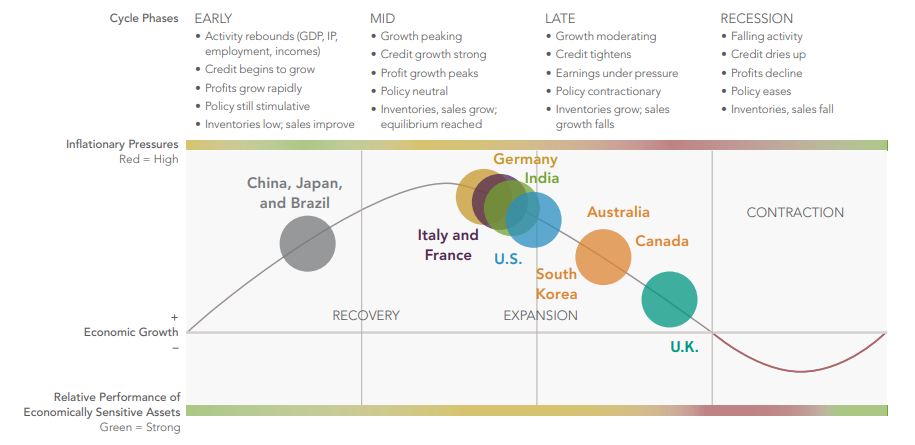 Cycle Phases
EARLY
• Activity rebounds (GDP, IP,
employment, incomes)
• Credit begins to grow
• Profits grow rapidly
• Policy still stimulative
• Inventories low; sales improve
MID
• Growth peaking
• Credit growth strong
• Profit growth peaks
• Policy neutral
• Inventories, sales grow;
equilibrium reached
LATE
• Growth moderating
• Credit tightens
• Earnings under pressure
• Policy contractionary
• Inventories grow; sales
growth falls
RECESSION
• Falling activity
• Credit dries up
• Profits decline
• Policy eases
• Inventories, sales fall
Inflationary Pressures
Red = High
China, Japan,
and Brazil
Germany
India
Italy and
France
U.S.
Australia
Canada
South
Korea
U.K.
CONTRACTION
RECOVERY
EXPANSION
+
Economic Growth
–
Relative Performance of
Economically Sensitive Assets
Green = Strong